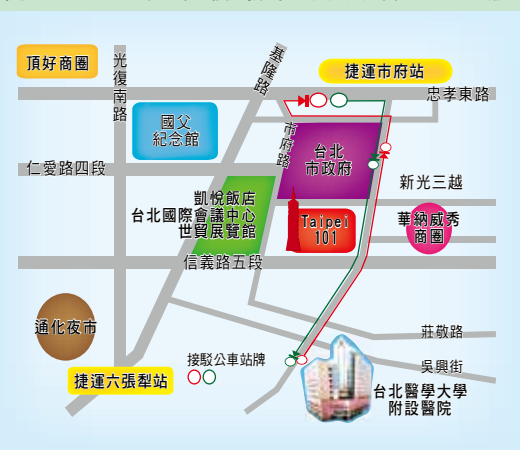 頂好商圈
光復南路
基隆路
捷運市府站
忠孝東路
國父
紀念館
市府路
台北
市政府
仁愛路四段
新光三越
凱悅飯店
台北國際會議中心
世貿展覽館
Taipei
101
華納威秀
商圈
信義路五段
通化夜市
莊敬路
接駁公車站牌
吳興街
捷運六張犁站
台北醫學大學
附設醫院